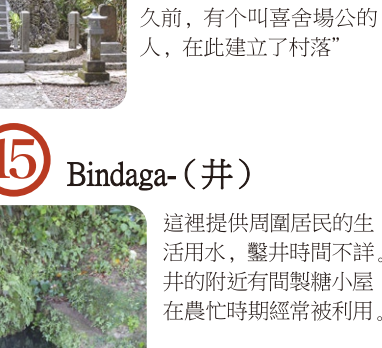 久前，有个叫喜舍場公的
人，在此建立了村落”
15
Bindaga-（井）
這裡提供周圍居民的生
活用水，鑿井時間不詳。
井的附近有間製糖小屋
在農忙時期經常被利用。